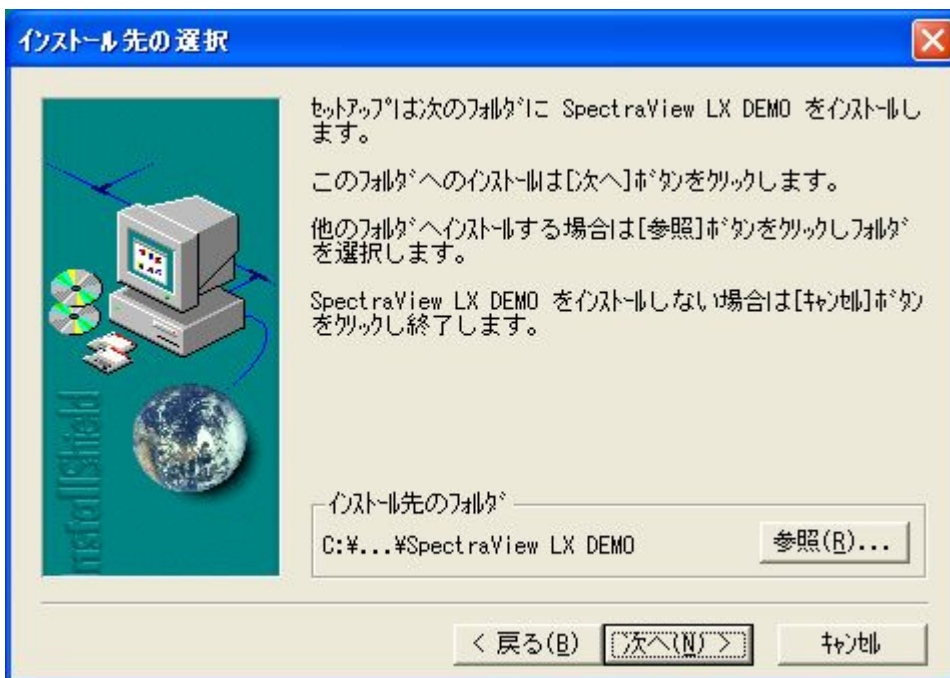 インストール先の選択
ｾｯﾄｱｯﾌﾟは次のﾌｫﾙﾀﾞに SpectraView LX DEMO をｲﾝｽﾄｰﾙし
ます。
このﾌｫﾙﾀﾞへのｲﾝｽﾄｰﾙは[次へ]ﾎﾞﾀﾝをｸﾘｯｸします。
他のﾌｫﾙﾀﾞへｲﾝｽﾄｰﾙする場合は[参照]ﾎﾞﾀﾝをｸﾘｯｸしﾌｫﾙﾀﾞ
を選択します。
SpectraView LX DEMO をｲﾝｽﾄｰﾙしない場合は[ｷｬﾝｾﾙ]ﾎﾞﾀﾝ
をｸﾘｯｸし終了します。
InstallShield
ｲﾝｽﾄｰﾙ先のﾌｫﾙﾀﾞ
C:¥...¥SpectraView LX DEMO
参照(R)...
< 戻る(B)
次へ(N) >
ｷｬﾝｾﾙ